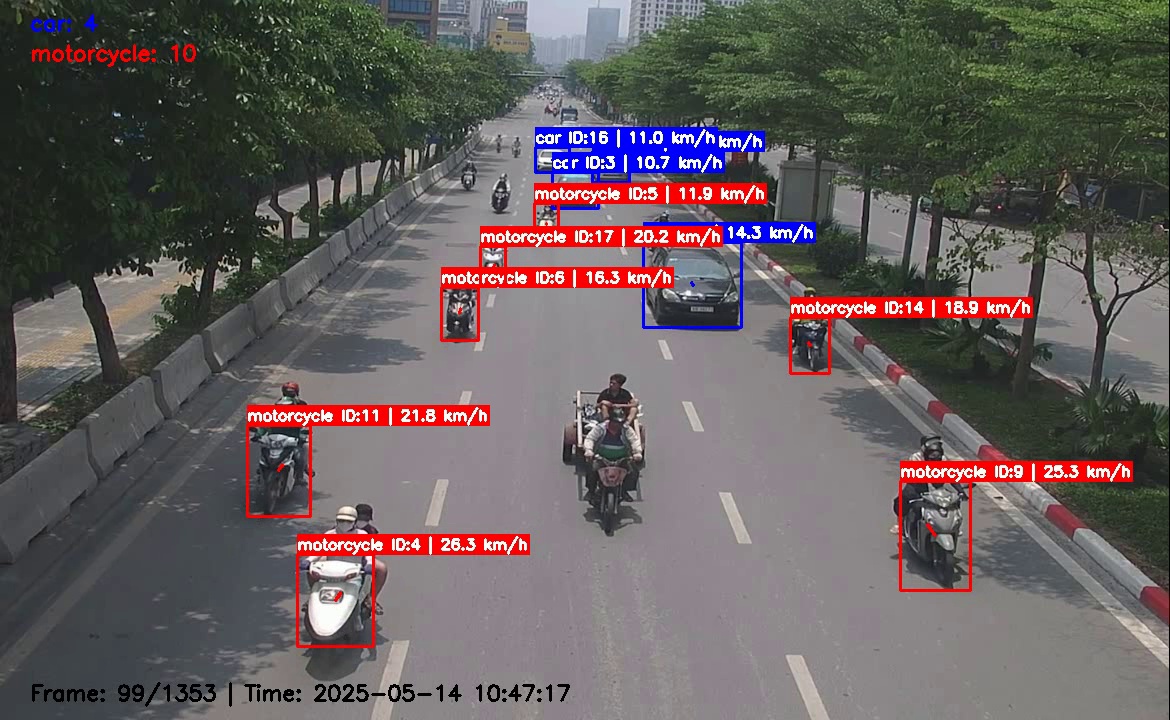 car: 4
motorcycle: 10
car ID:16 | 11.0 km/h
km/h
ID:3 | 10.7 km/h
motorcycle ID:5 | 11.9 km/h
motorcycle ID:17 | 20.2 km/h
14.3 km/h
motorcycle ID:6 | 16.3 km/h
motorcycle ID:14 | 18.9 km/h
motorcycle ID:11 | 21.8 km/h
motorcycle ID:9 | 25.3 km/h
motorcycle ID:4 | 26.3 km/h
Frame: 99/1353 | Time: 2025-05-14 10:47:17